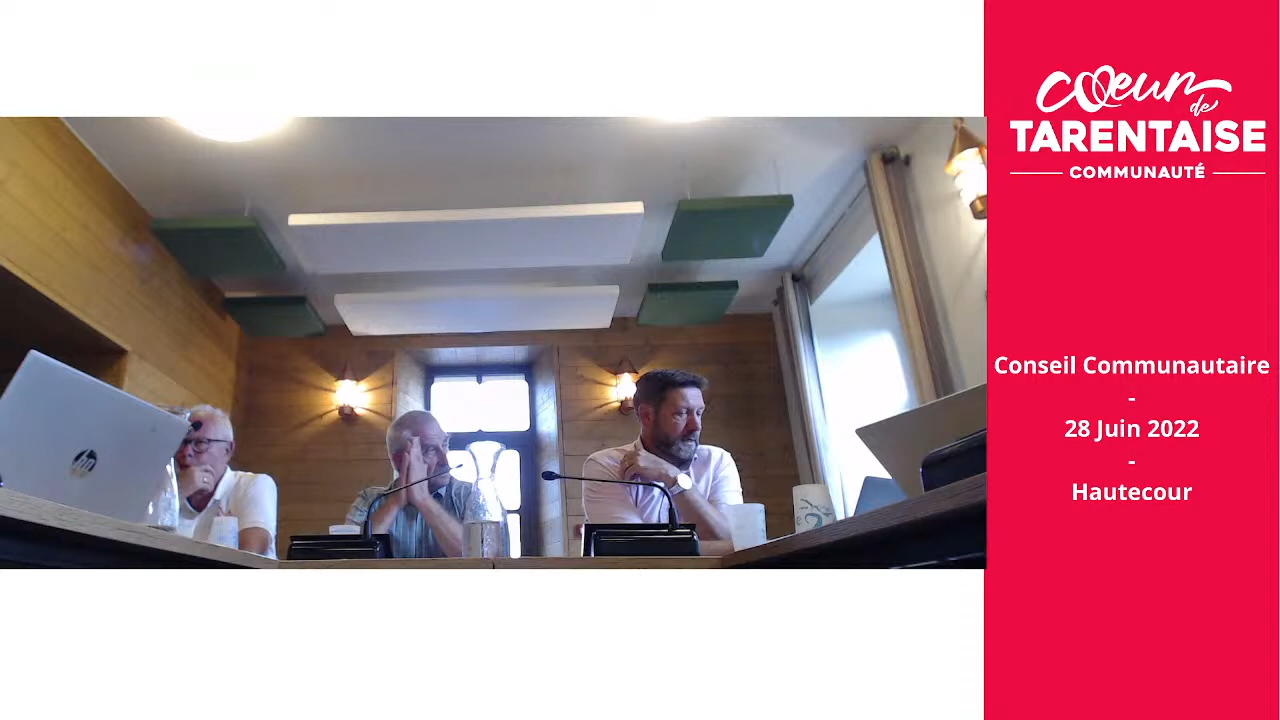 cœur
de
TARENTAISE
COMMUNAUTÉ
Conseil Communautaire
-
28 Juin 2022
-
Hautecour
hp